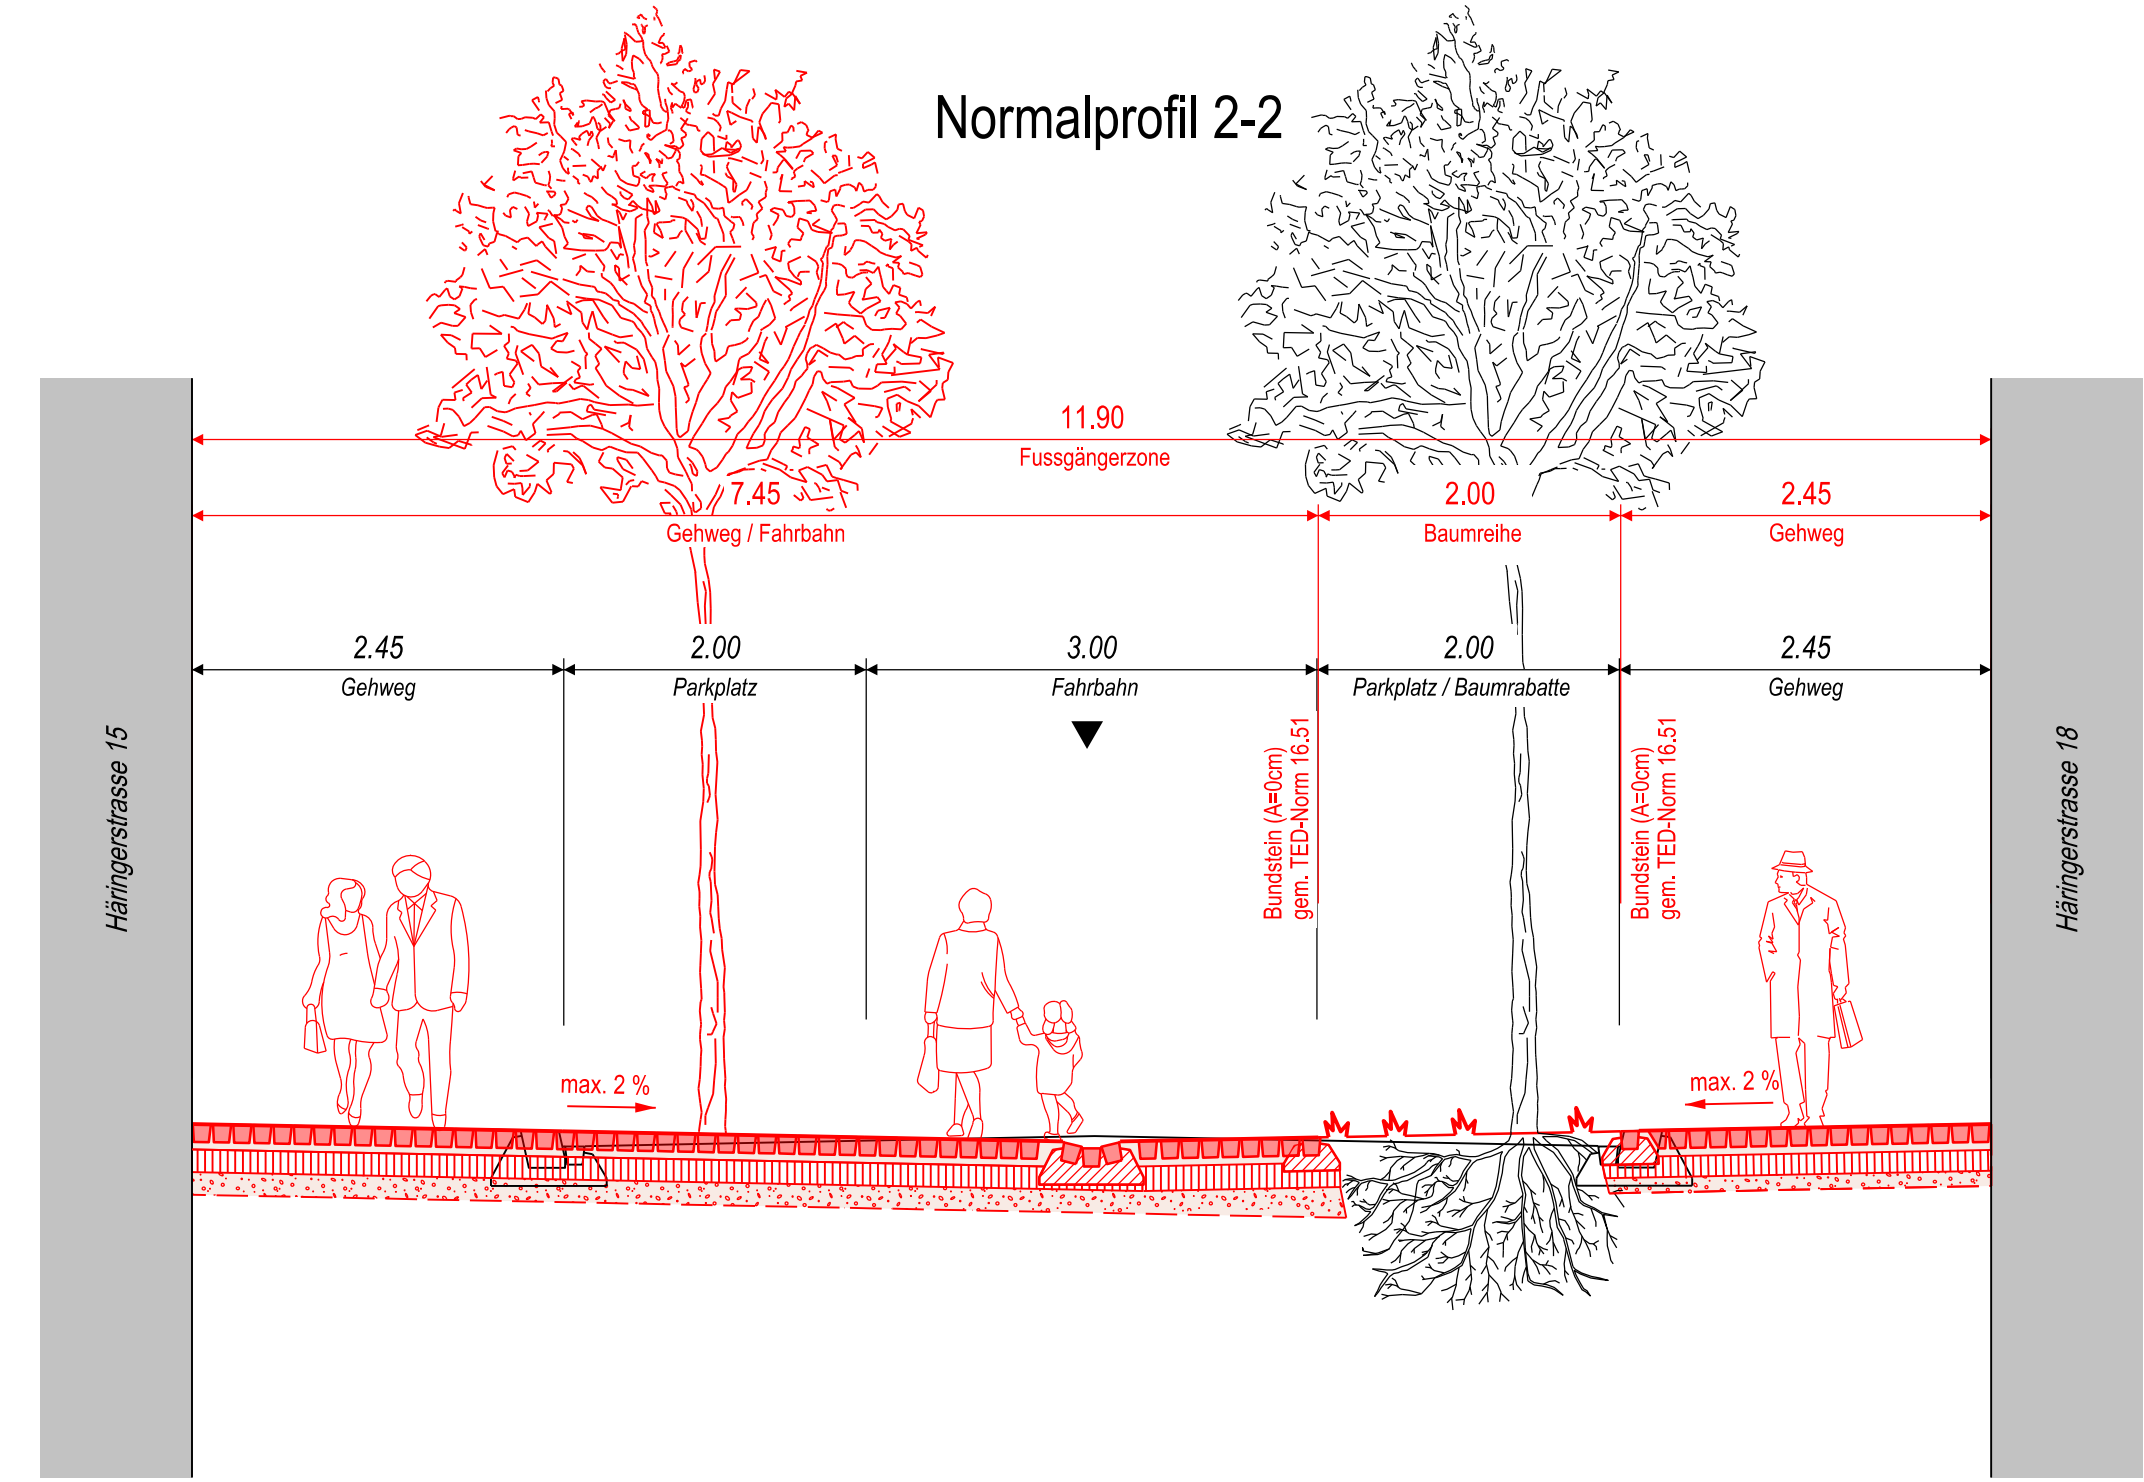 Normalprofil 2-2
11.90
Fussgängerzone
7.45
Gehweg / Fahrbahn
2.00
Baumreihe
2.45
Gehweg
2.45
Gehweg
2.00
Parkplatz
3.00
Fahrbahn
2.00
Parkplatz / Baumrabatte
2.45
Gehweg
Häringerstrasse 15
Bundstein (A=0cm)
gem. TED-Norm 16.51
Bundstein (A=0cm)
gem. TED-Norm 16.51
Häringerstrasse 18
max. 2 %
max. 2 %